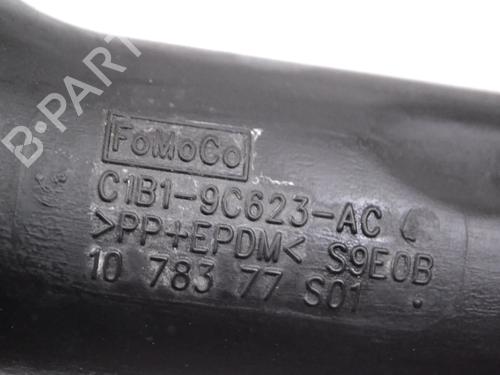 B-PARTS
FoMoCo
C1B1-9C623-AC
>PP+EPDM< S9E0B
10 783 77 S01